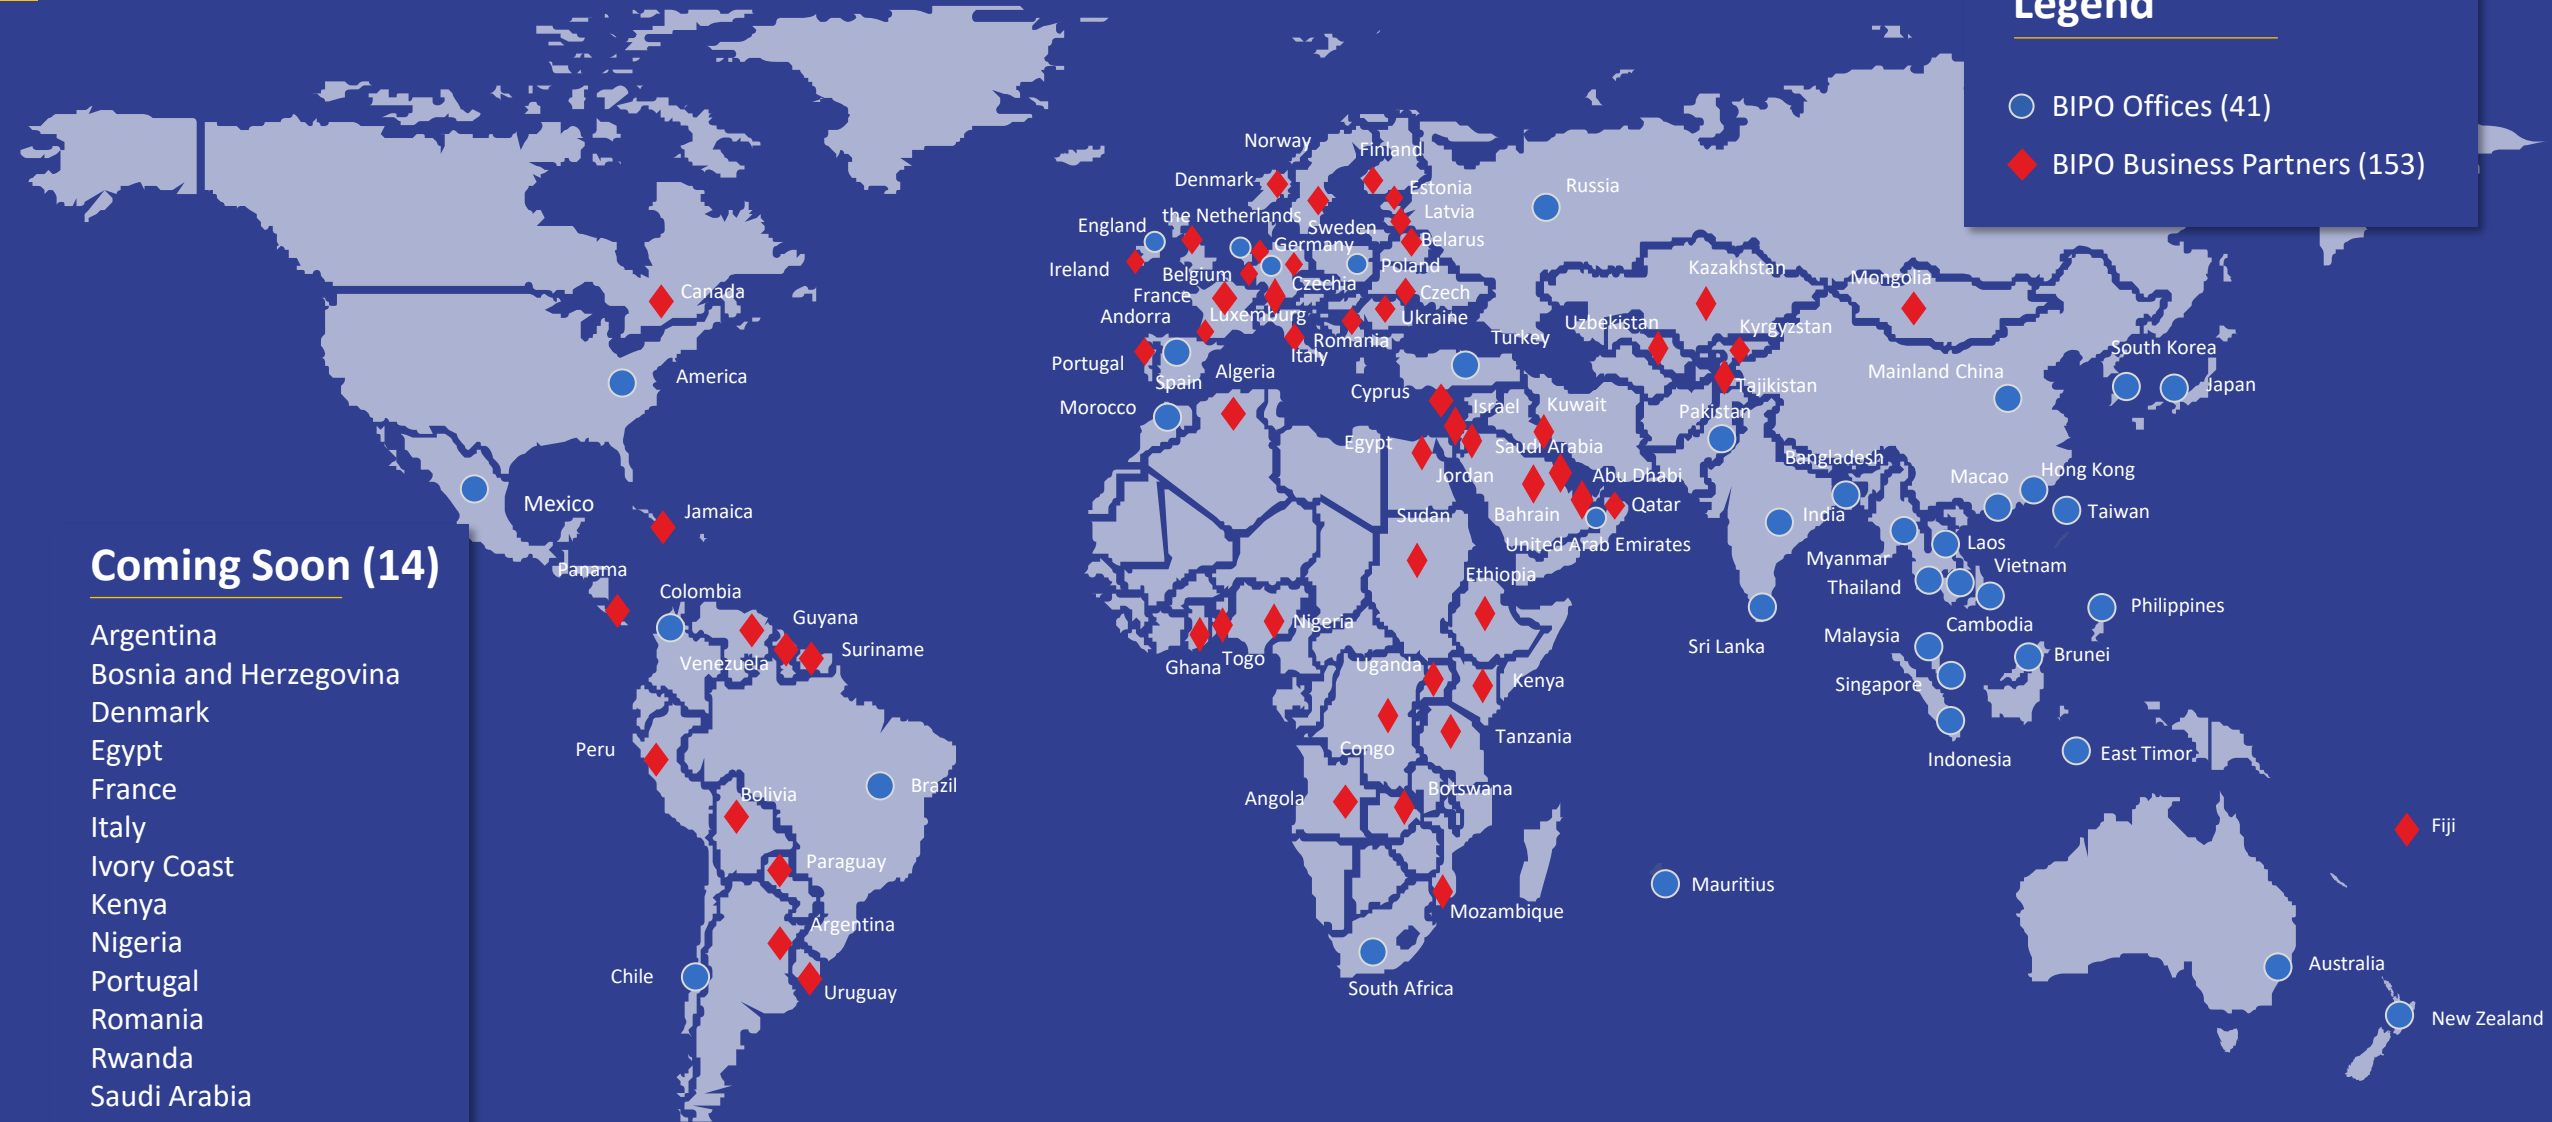 Legend
BIPO Offices (41)
BIPO Business Partners (153)
Norway
Finland
Denmark
Estonia
Russia
the Netherlands
Latvia
England
Sweden
Belarus
Germany
Ireland
Belgium
Poland
Kazakhstan
Mongolia
Canada
France
Czechia
Czech
Andorra
Luxemburg
Ukraine
Uzbekistan
Kyrgyzstan
Romania
Turkey
South Korea
Italy
Portugal
Algeria
Mainland China
America
Spain
Tajikistan
Japan
Cyprus
Morocco
Israel
Kuwait
Pakistan
Egypt
Saudi Arabia
Bangladesh
Hong Kong
Jordan
Abu Dhabi
Macao
Mexico
Qatar
Jamaica
Sudan
Bahrain
India
Taiwan
United Arab Emirates
Laos
Myanmar
Vietnam
Panama
Ethiopia
Thailand
Colombia
Philippines
Guyana
Nigeria
Cambodia
Malaysia
Suriname
Sri Lanka
Venezuela
Ghana
Togo
Uganda
Brunei
Kenya
Singapore
Tanzania
Peru
Congo
East Timor
Indonesia
Brazil
Bolivia
Angola
Botswana
Fiji
Paraguay
Mauritius
Mozambique
Argentina
Australia
Chile
South Africa
Uruguay
New Zealand
Coming Soon (14)
Argentina
Bosnia and Herzegovina
Denmark
Egypt
France
Italy
Ivory Coast
Kenya
Nigeria
Portugal
Romania
Rwanda
Saudi Arabia